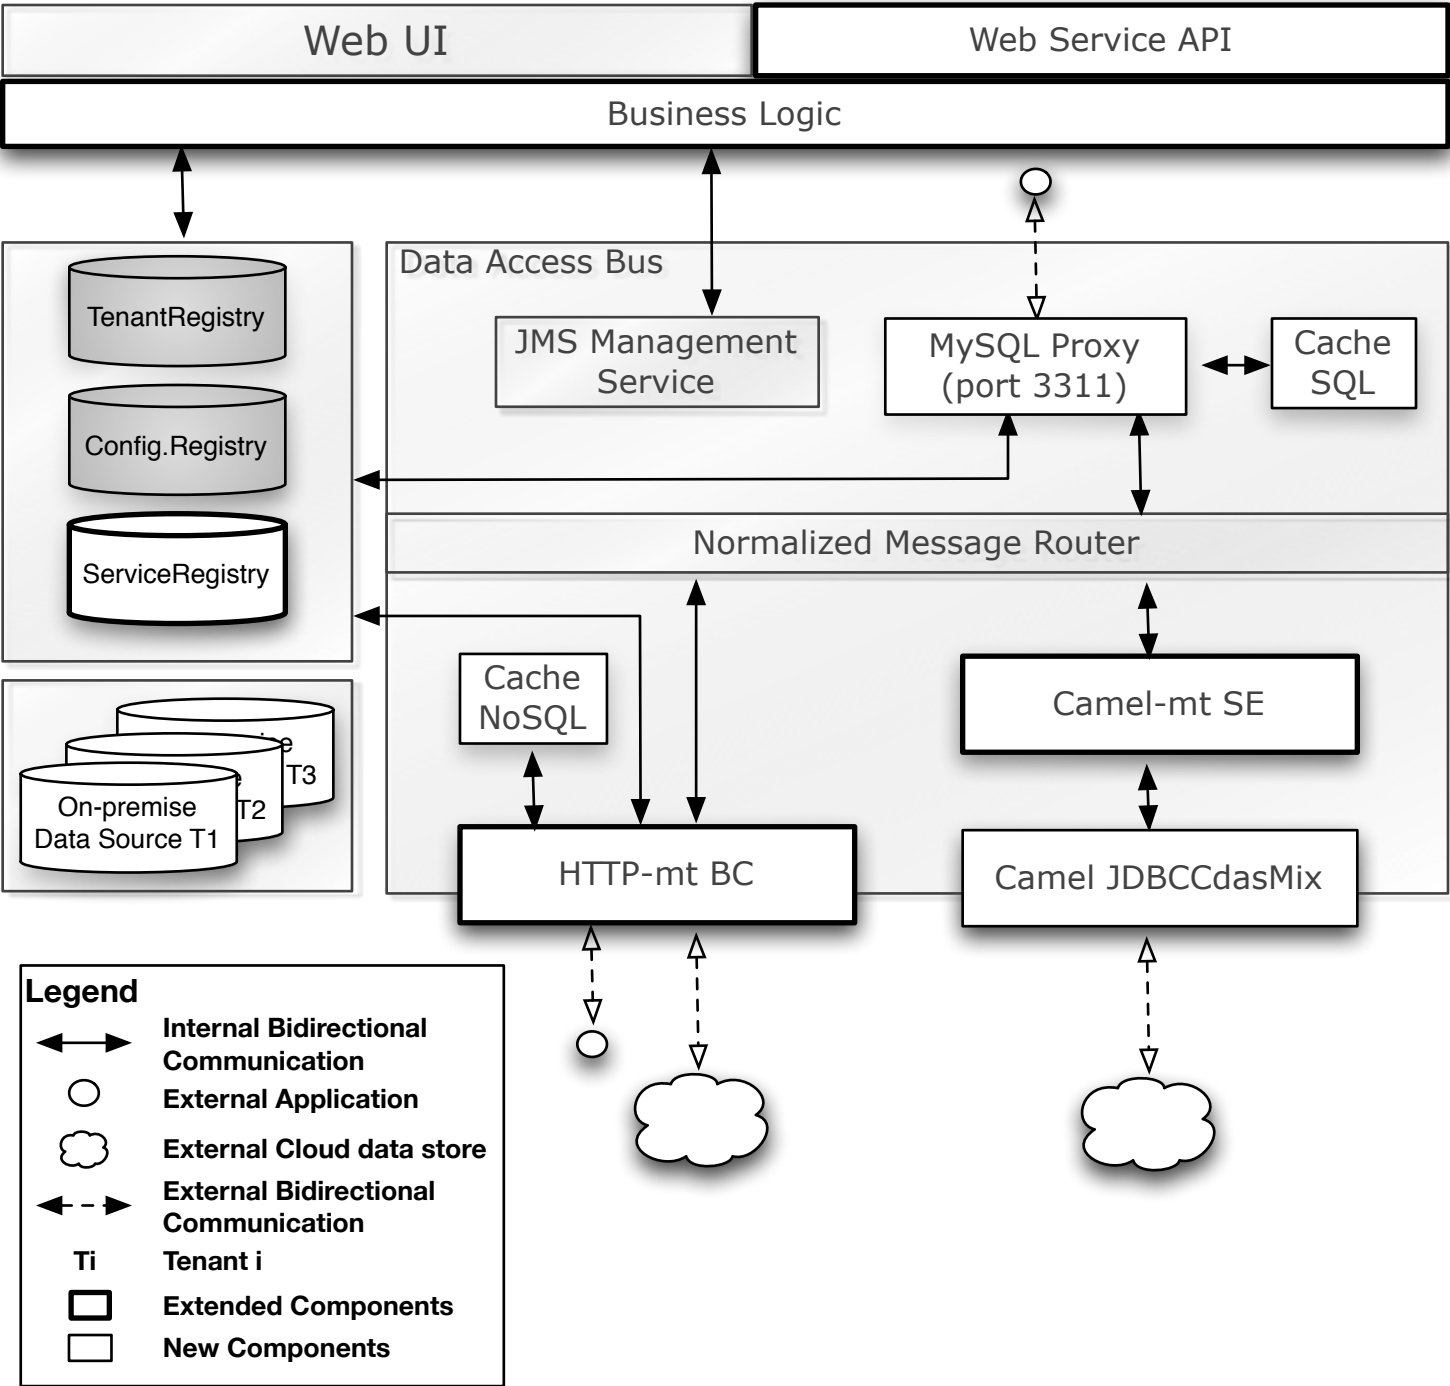 Web UI
Web Service API
Business Logic
Data Access Bus
TenantRegistry
Config.Registry
ServiceRegistry
JMS Management
Service
MySQL Proxy
(port 3311)
Cache
SQL
Normalized Message Router
Cache
NoSQL
Camel-mt SE
T3
T2
On-premise
Data Source T1
HTTP-mt BC
Camel JDBCCdasMix
Legend
Internal Bidirectional
Communication
External Application
External Cloud data store
External Bidirectional
Communication
Ti Tenant i
Extended Components
New Components